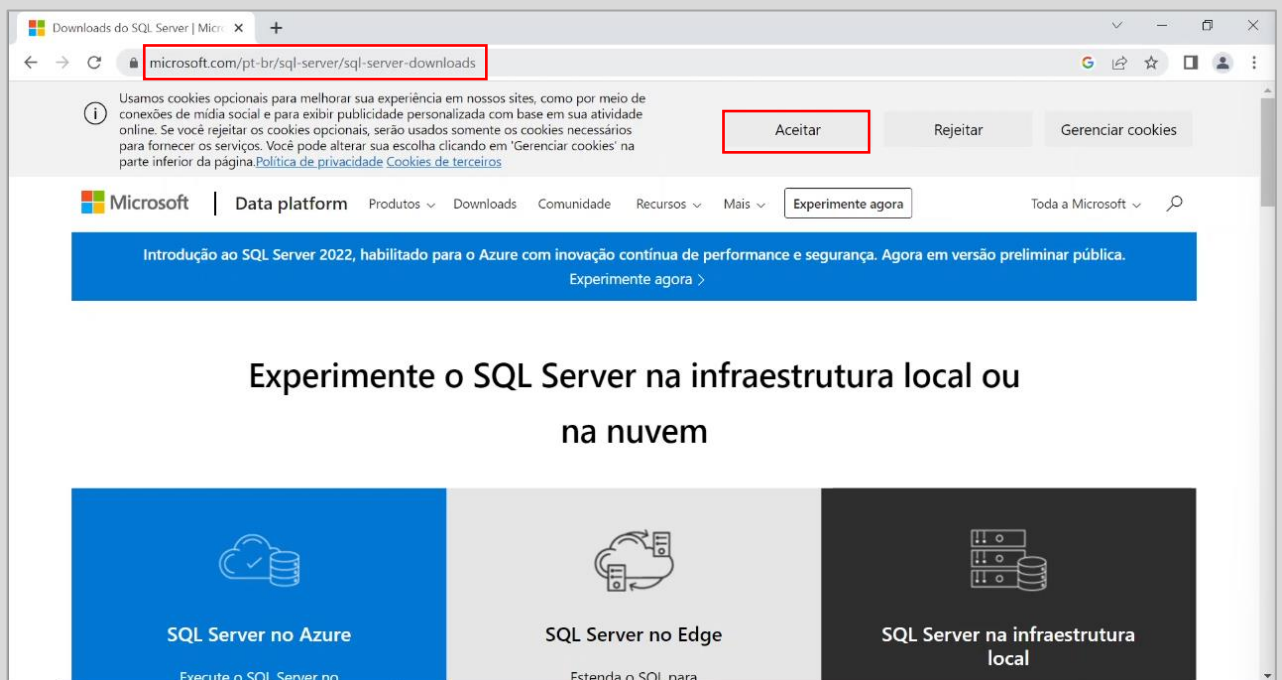 Downloads do SQL Server | Micr
microsoft.com/pt-br/sql-server/sql-server-downloads
Usamos cookies opcionais para melhorar sua experiência em nossos sites, como por meio de
conexões de mídia social e para exibir publicidade personalizada com base em sua atividade
online. Se você rejeitar os cookies opcionais, serão usados somente os cookies necessários
para fornecer os serviços. Você pode alterar sua escolha clicando em 'Gerenciar cookies' na
parte inferior da página.Política de privacidade Cookies de terceiros
Aceitar
Rejeitar
Gerenciar cookies
Microsoft
Data platform
Produtos
Downloads
Comunidade
Recursos
Mais
Experimente agora
Toda a Microsoft
Introdução ao SQL Server 2022, habilitado para o Azure com inovação contínua de performance e segurança. Agora em versão preliminar pública.
Experimente agora >
Experimente o SQL Server na infraestrutura local ou
na nuvem
SQL Server no Azure
Execute o SQL Server no
SQL Server no Edge
Estenda o SQL para
SQL Server na infraestrutura
local